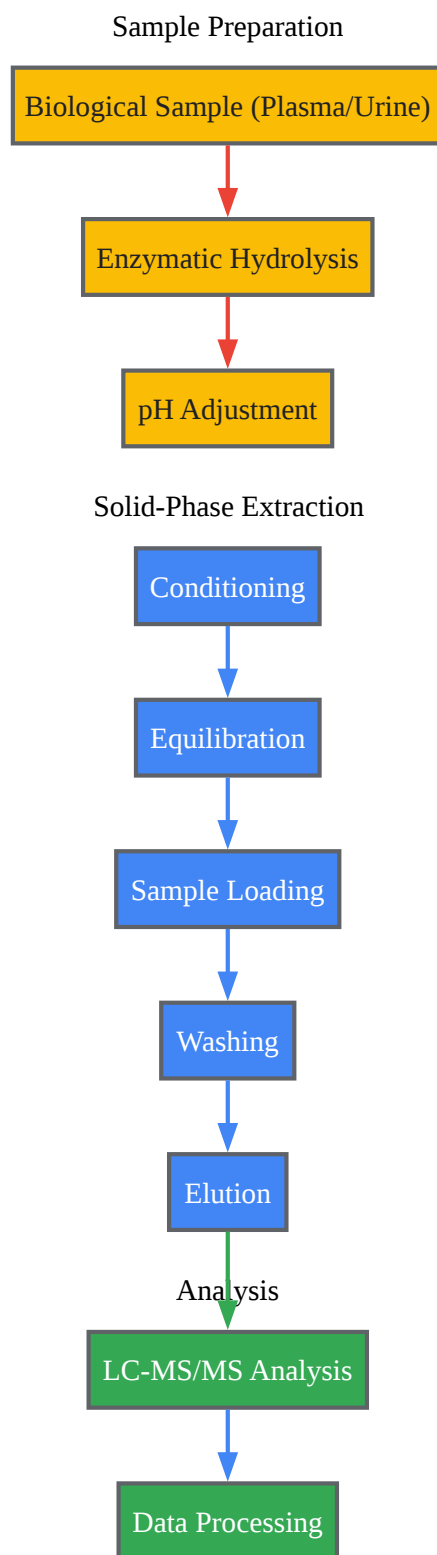 Sample Preparation
Biological Sample (Plasma/Urine)
Enzymatic Hydrolysis
pH Adjustment
Solid-Phase Extraction
Conditioning
Equilibration
Sample Loading
Washing
Elution
Analysis
LC-MS/MS Analysis
Data Processing